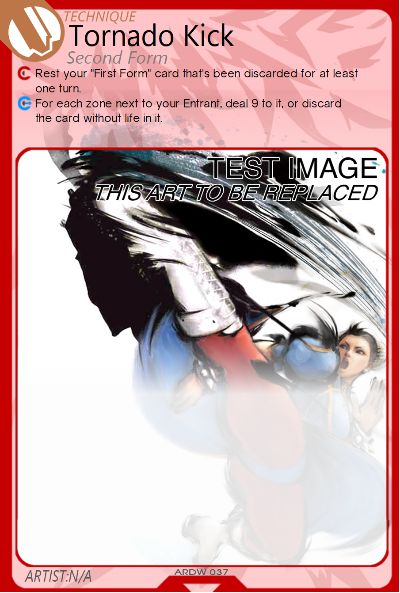 TECHNIQUE
Tornado Kick
Second Form
Rest your "First Form" card that's been discarded for at least
one turn.
For each zone next to your Entrant, deal 9 to it, or discard
the card without life in it.
TEST IMAGE
THIS ART TO BE REPLACED
ARTIST:N/A
ARDW 037